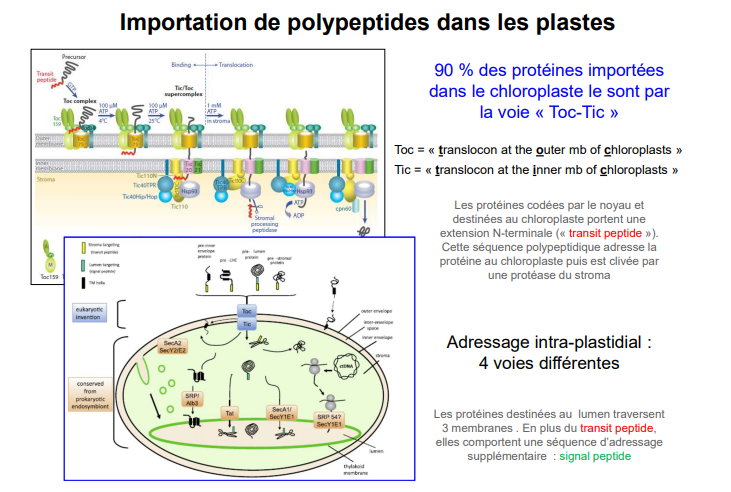 Importation de polypeptides dans les plastes
Precursor
Transit
peptide
Binding
Translocation
Toc complex
Tic/Toc
supercomplex
100 µM
ATP
4°C
100 µM
ATP
25°C
1 mM
ATP
in stroma
Toc
159
Outer
membrane
Inner
membrane
Stroma
Tic
20
Tic
21
Tic110N
Tic40TPR
Tic40Hip/Hop
Tic110
Hsp93
Hsp93
ATP
ADP
Stromal
processing
peptidase
cpn60
M
Toc159
90 % des protéines importées
dans le chloroplaste le sont par
la voie « Toc-Tic »
Toc = « translocon at the outer mb of chloroplasts »
Tic = « translocon at the inner mb of chloroplasts »
Les protéines codées par le noyau et
destinées au chloroplaste portent une
extension N-terminale (« transit peptide »).
Cette séquence polypeptidique adresse la
protéine au chloroplaste puis est clivée par
une protéase du stroma
Stroma targeting
(transit peptide)
Lumen targeting
(signal peptide)
TM helix
pre-inner
envelope
protein
pre - LHC
pre - lumen
protein
pre -stromal
protein
eukaryotic
invention
Toc
Tic
outer envelope
inter-envelope
space
inner envelope
stroma
SecA2
SecY2/E2
ctDNA
conserved
from
prokaryotic
endosymbiont
SRP/
Alb3
Tat
SecA1/
SecY1E1
SRP 54?
SecY1E1
lumen
thylakoid
membrane
Adressage intra-plastidial :
4 voies différentes
Les protéines destinées au lumen traversent
3 membranes . En plus du transit peptide,
elles comportent une séquence d'adressage
supplémentaire : signal peptide